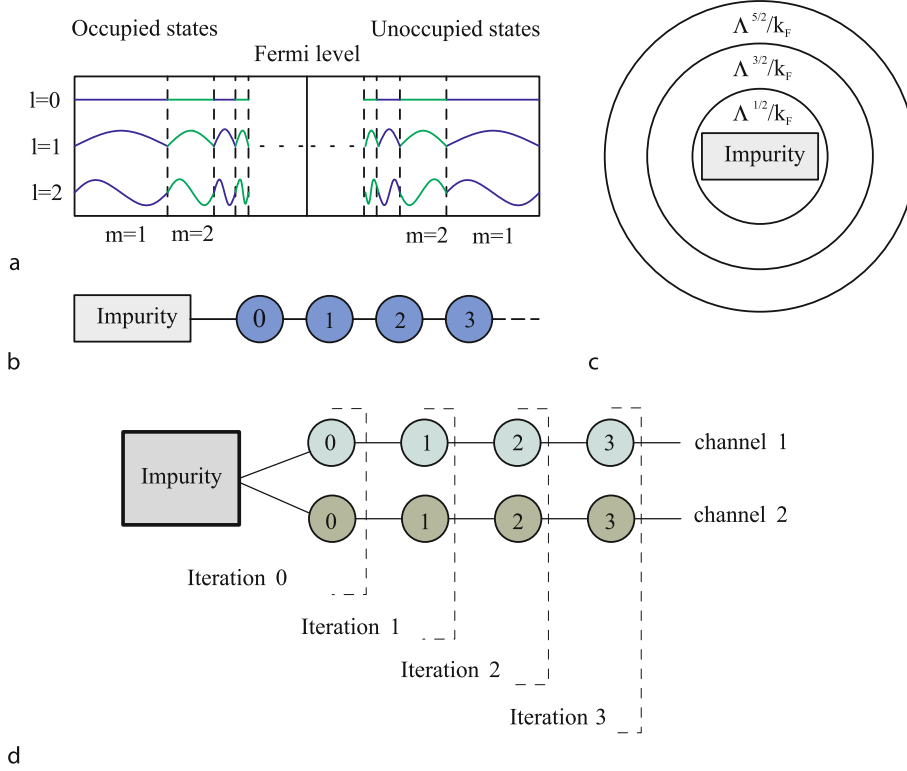 Occupied states
Unoccupied states
Fermi level
l=0
l=1
l=2
m=1
m=2
m=2
m=1
a
Impurity
0
1
2
3
b
Λ^5/2/k_F
Λ^3/2/k_F
Λ^1/2/k_F
Impurity
c
Impurity
0
1
2
3
channel 1
0
1
2
3
channel 2
Iteration 0
Iteration 1
Iteration 2
Iteration 3
d